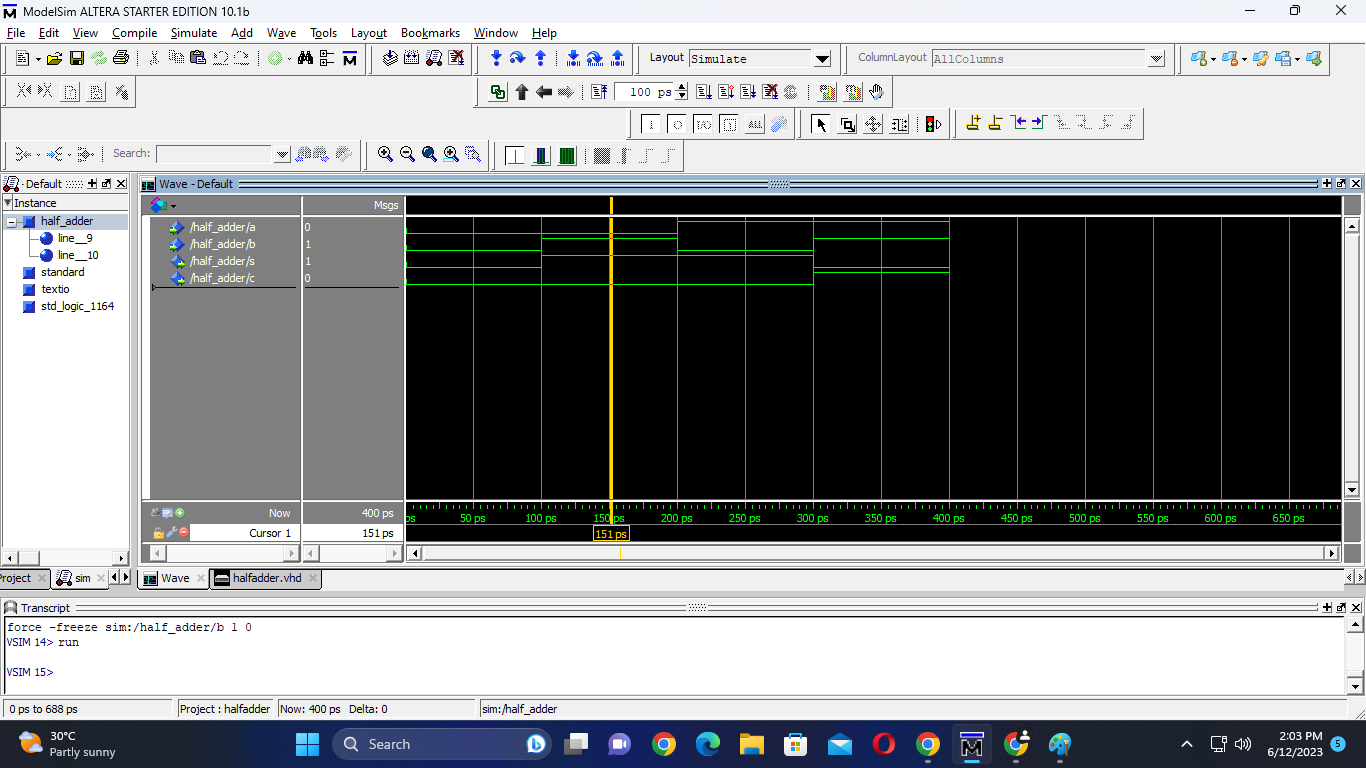 ModelSim ALTERA STARTER EDITION 10.1b
File Edit View Compile Simulate Add Wave Tools Layout Bookmarks Window Help
Layout Simulate ColumnLayout AllColumns
100 ps
ALL
Search:
Default
Wave - Default
Instance
Msgs
half_adder
line__9
line__10
standard
textio
std_logic_1164
/half_adder/a 0
/half_adder/b 1
/half_adder/s 1
/half_adder/c 0
Now 400 ps
ps 50 ps 100 ps 150 ps 200 ps 250 ps 300 ps 350 ps 400 ps 450 ps 500 ps 550 ps 600 ps 650 ps
Cursor 1 151 ps
151 ps
Project sim Wave halfadder.vhd
Transcript
force -freeze sim:/half_adder/b 1 0
VSIM 14> run
VSIM 15>
0 ps to 688 ps Project : halfadder Now: 400 ps Delta: 0 sim:/half_adder
30°C
Partly sunny
Search
2:03 PM
6/12/2023
5